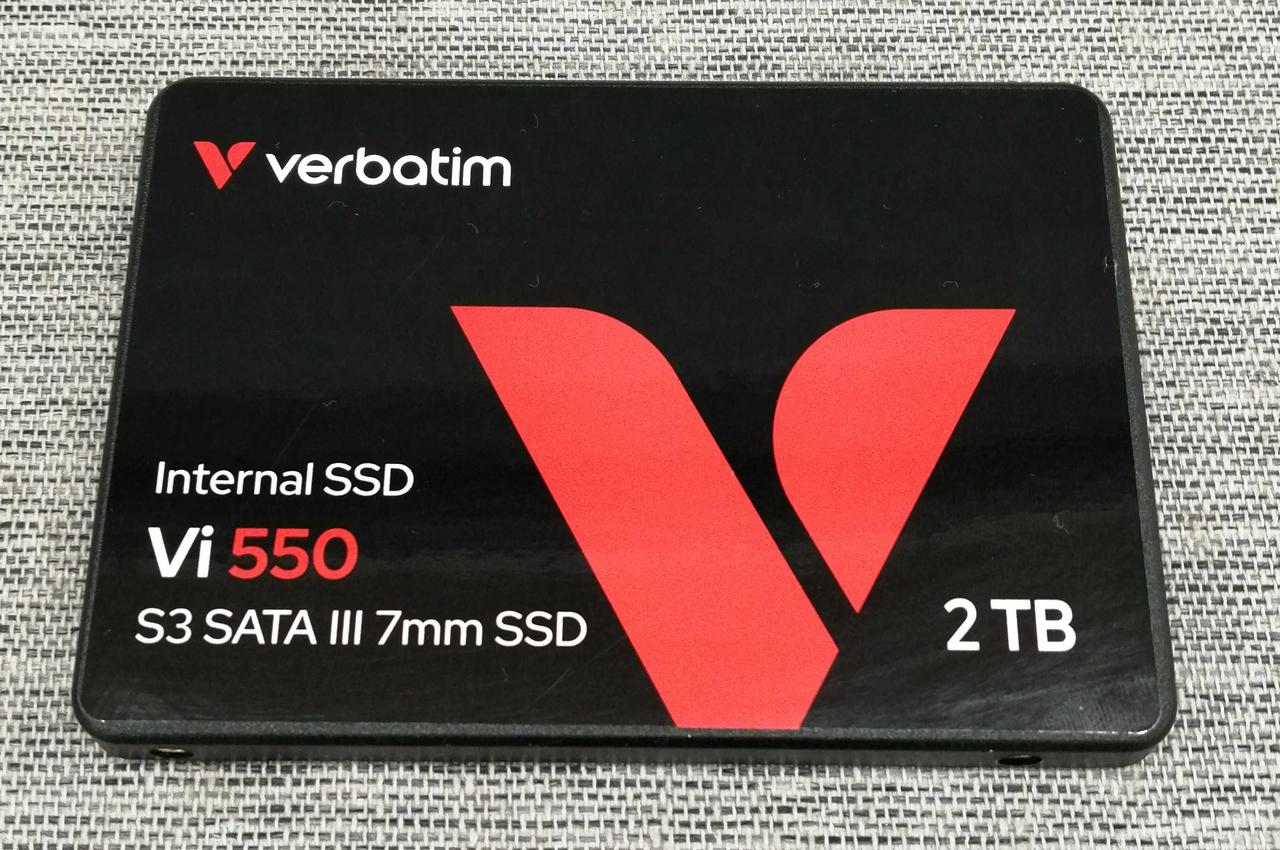 verbatim
Internal SSD
Vi 550
S3 SATA III 7mm SSD
2 TB